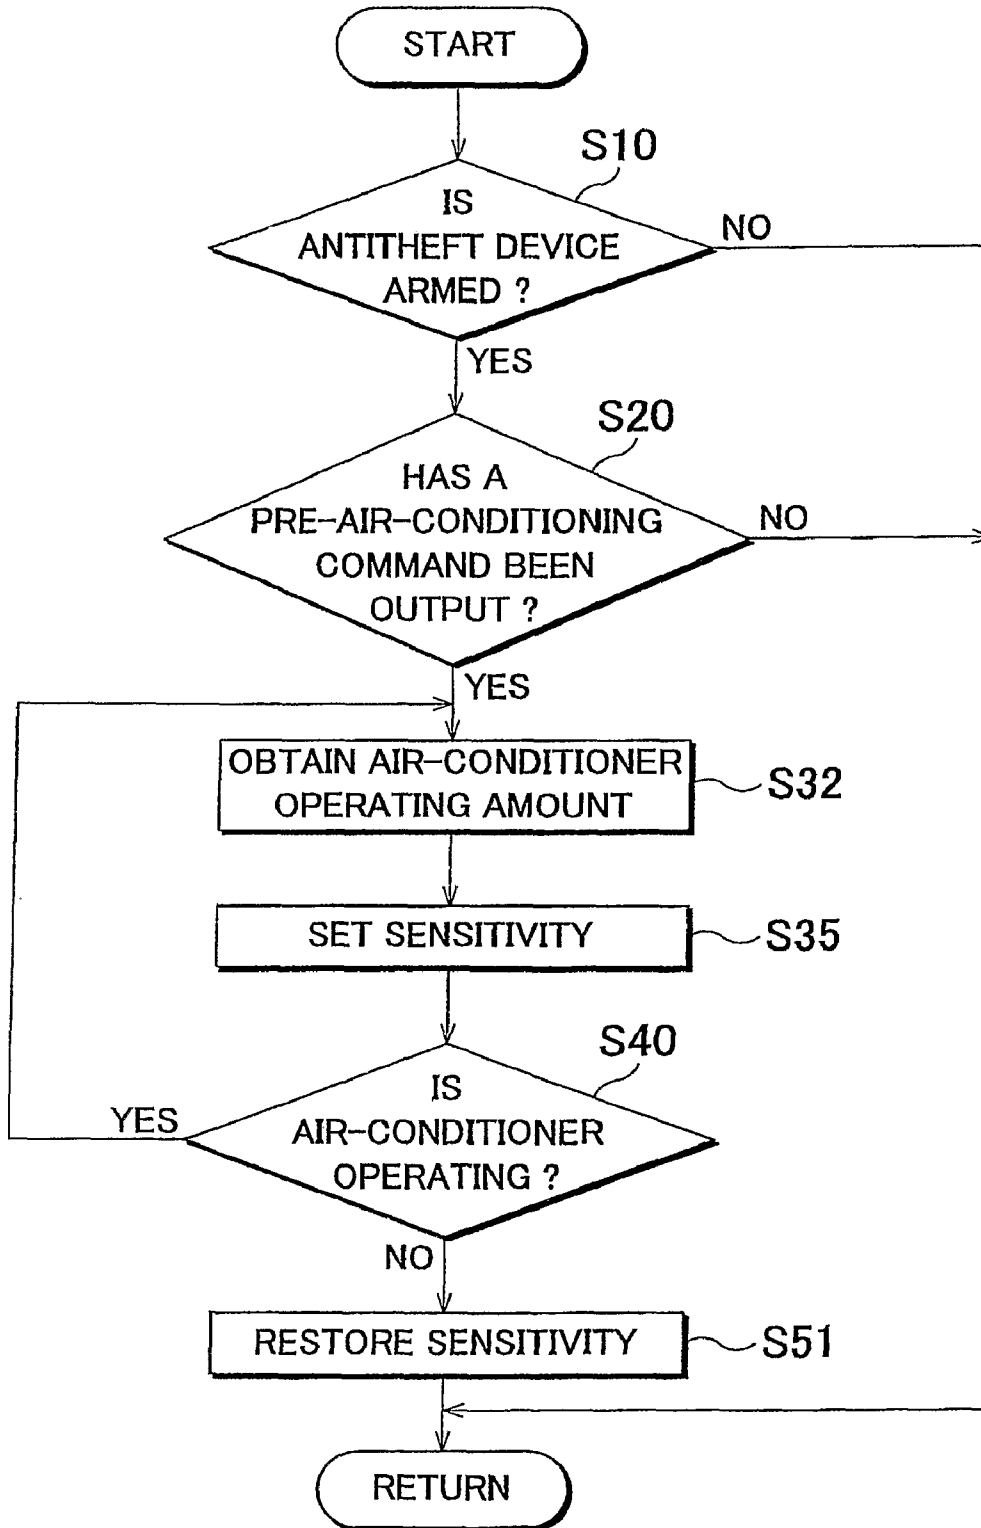 START
S10
IS
ANTITHEFT DEVICE
ARMED ?
NO
YES
S20
HAS A
PRE-AIR-CONDITIONING
COMMAND BEEN
OUTPUT ?
NO
YES
OBTAIN AIR-CONDITIONER
OPERATING AMOUNT
S32
SET SENSITIVITY
S35
S40
IS
AIR-CONDITIONER
OPERATING ?
YES
NO
RESTORE SENSITIVITY
S51
RETURN